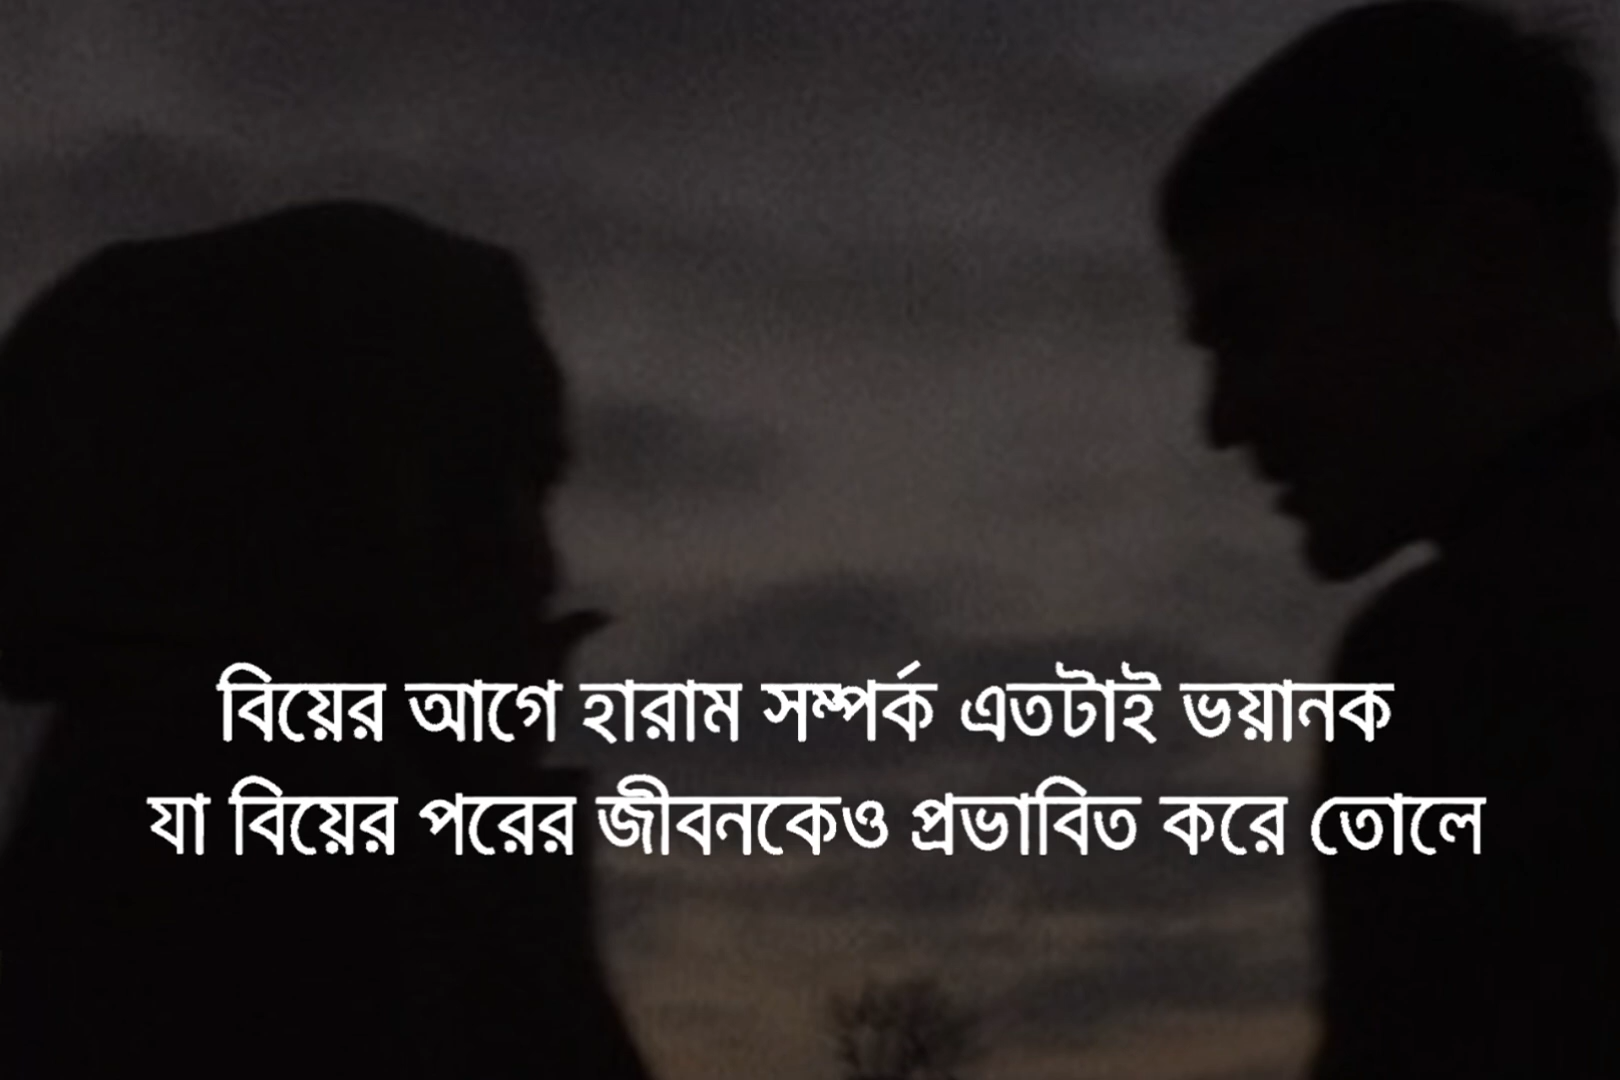 বিয়ের আগে হারাম সম্পর্ক এতটাই ভয়ানক
যা বিয়ের পরের জীবনকেও প্রভাবিত করে তোলে